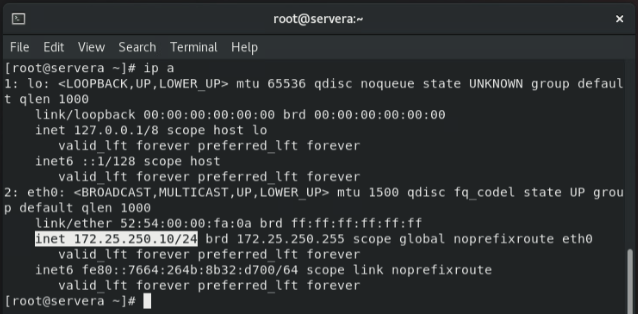 root@servera:~
File Edit View Search Terminal Help
[root@servera ~]# ip a
1: lo: <LOOPBACK,UP,LOWER_UP> mtu 65536 qdisc noqueue state UNKNOWN group defaul
t qlen 1000
    link/loopback 00:00:00:00:00:00 brd 00:00:00:00:00:00
    inet 127.0.0.1/8 scope host lo
       valid_lft forever preferred_lft forever
    inet6 ::1/128 scope host
       valid_lft forever preferred_lft forever
2: eth0: <BROADCAST,MULTICAST,UP,LOWER_UP> mtu 1500 qdisc fq_codel state UP grou
p default qlen 1000
    link/ether 52:54:00:00:fa:0a brd ff:ff:ff:ff:ff:ff
    inet 172.25.250.10/24 brd 172.25.250.255 scope global noprefixroute eth0
       valid_lft forever preferred_lft forever
    inet6 fe80::7664:264b:8b32:d700/64 scope link noprefixroute
       valid_lft forever preferred_lft forever
[root@servera ~]#